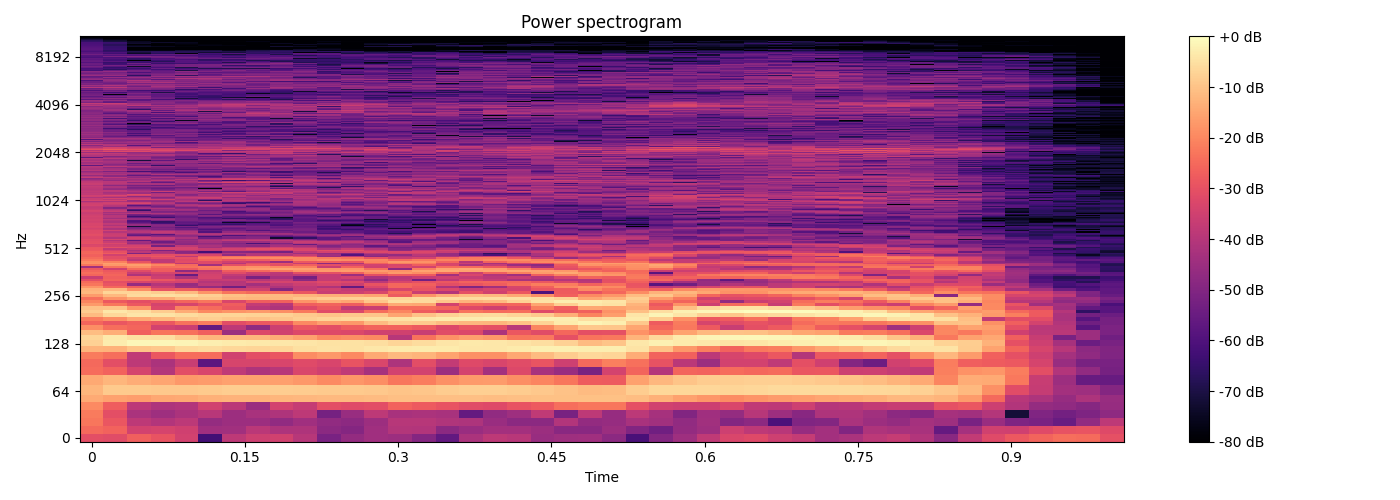 Power spectrogram
Hz
8192
4096
2048
1024
512
256
128
64
0
0 0.15 0.3 0.45 0.6 0.75 0.9
Time
+0 dB
-10 dB
-20 dB
-30 dB
-40 dB
-50 dB
-60 dB
-70 dB
-80 dB